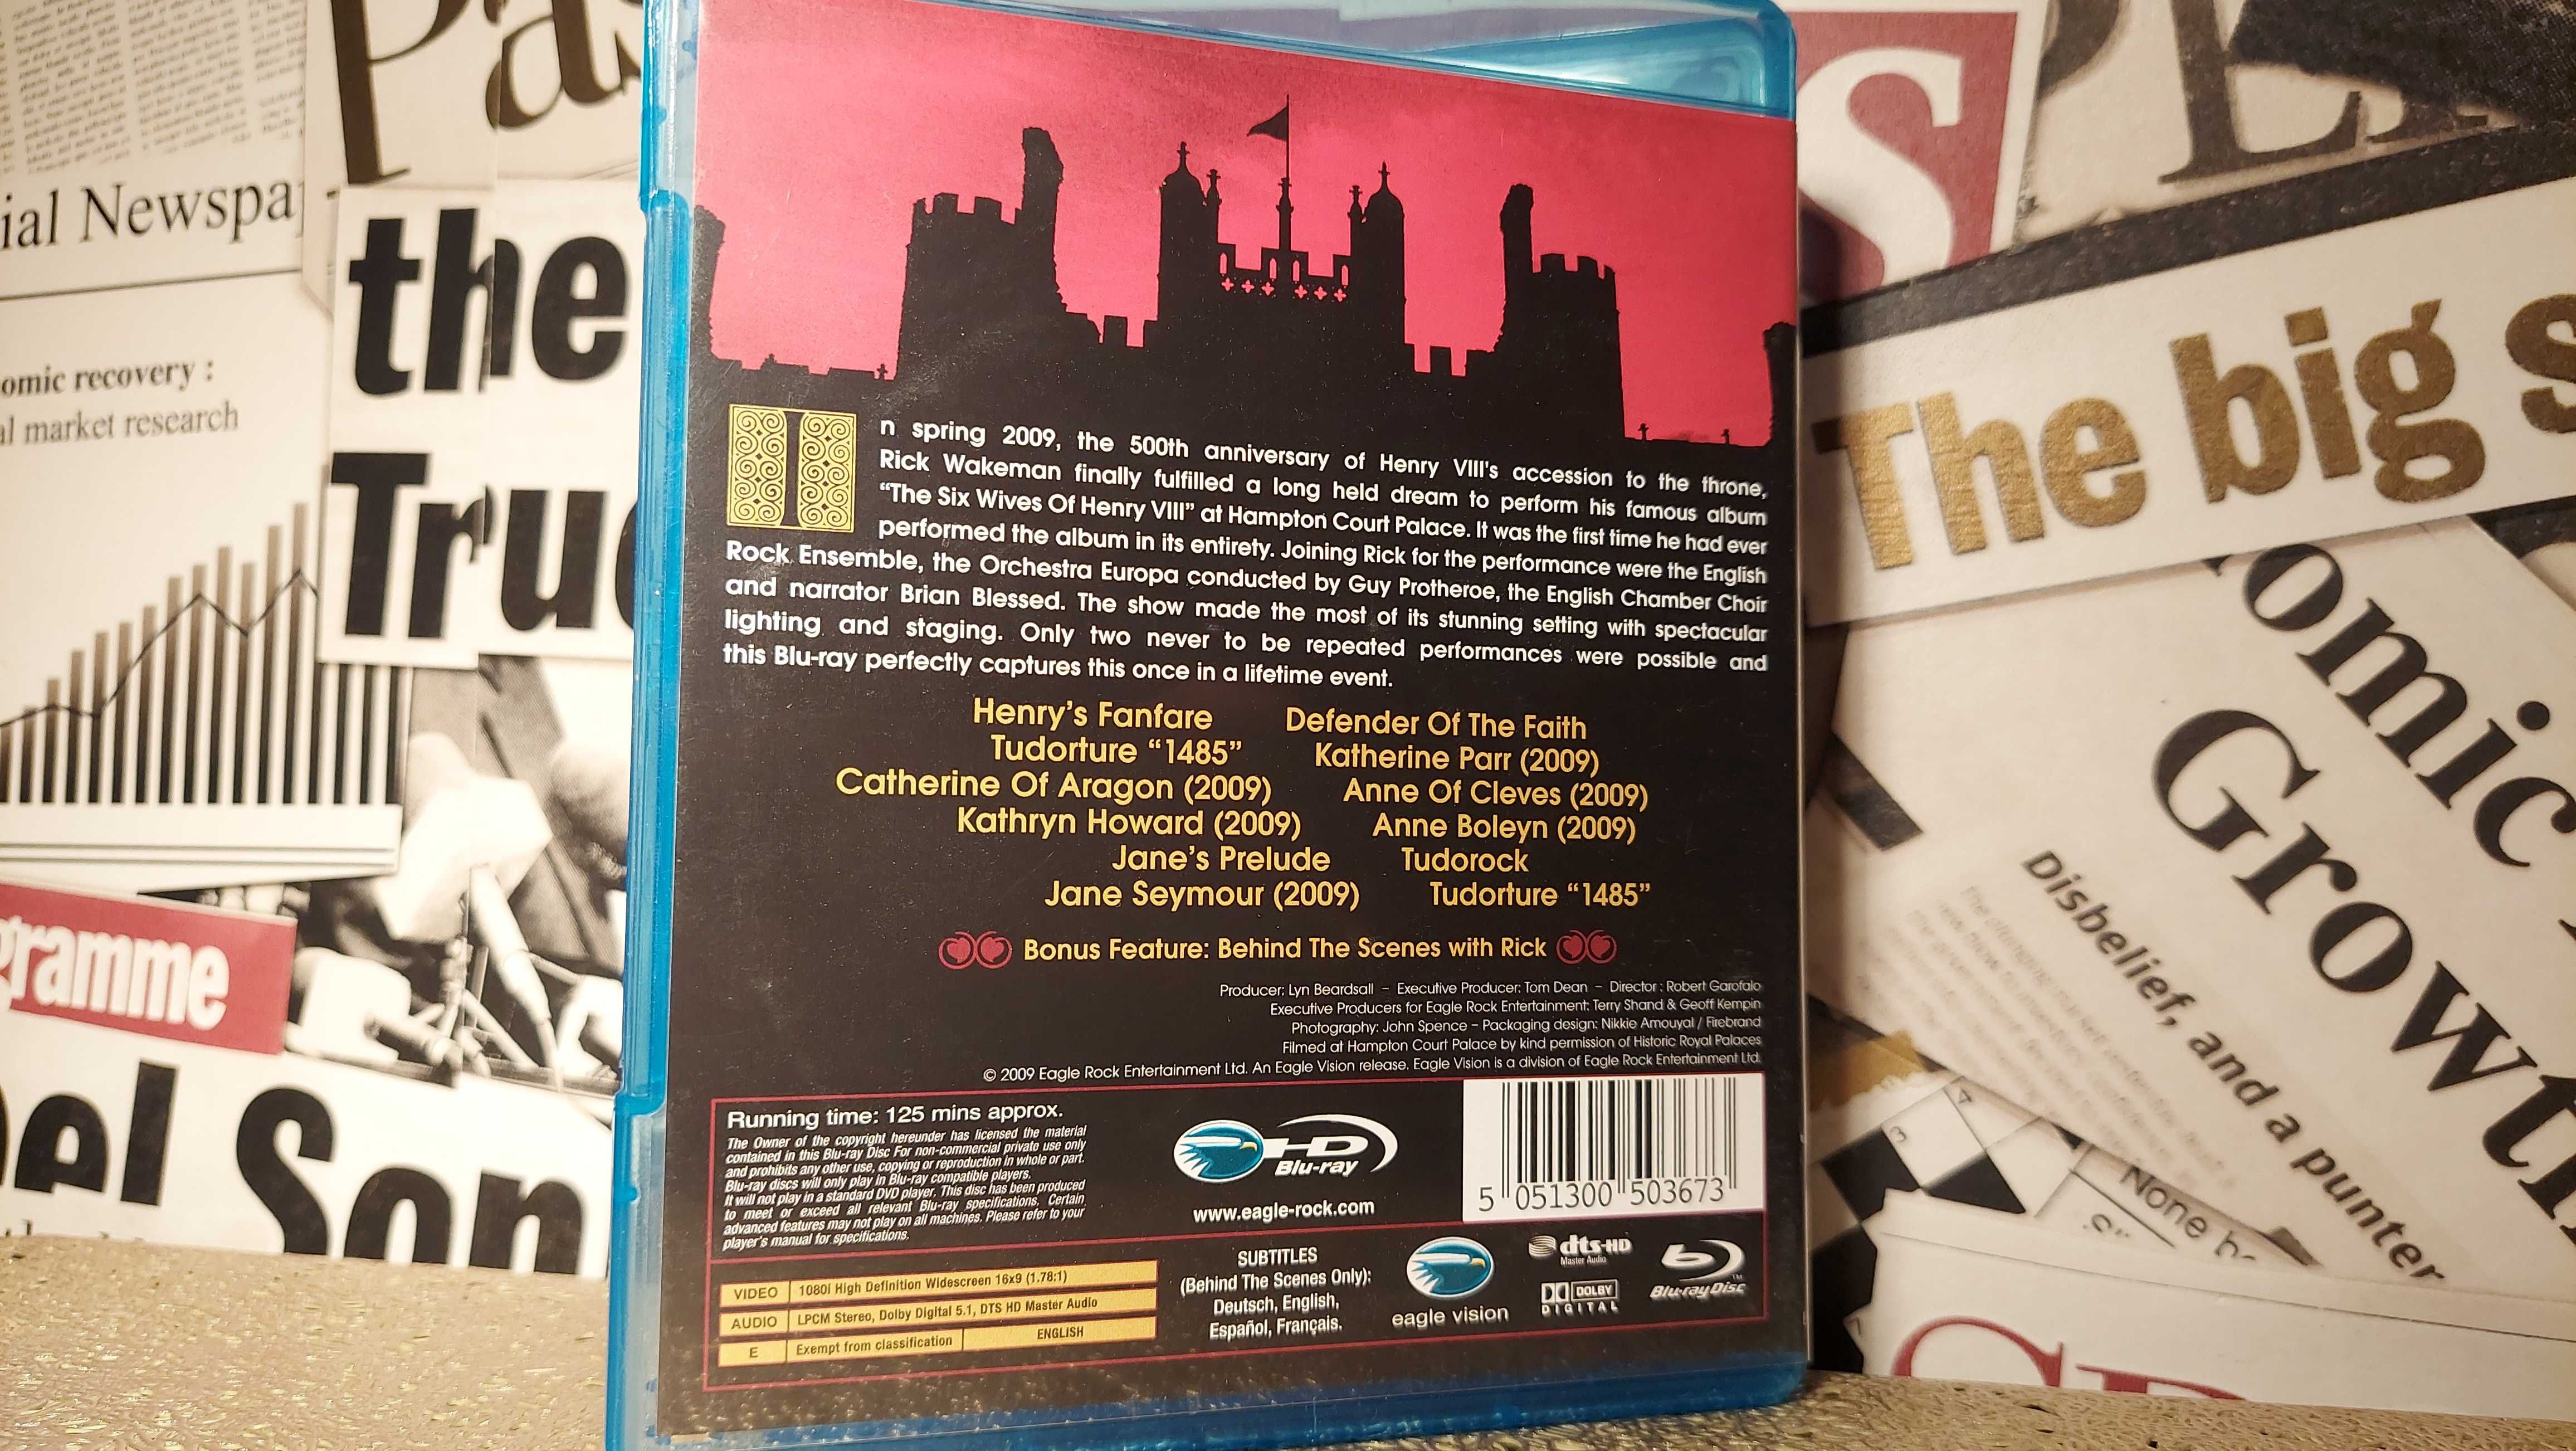 Pas
ial Newspa
the
Tru
omic recovery :
al market research
gramme
el Son
S
The big s
omic
Growth
Disbelief, and a punter
None
In spring 2009, the 500th anniversary of Henry VIII's accession to the throne,
Rick Wakeman finally fulfilled a long held dream to perform his famous album
“The Six Wives Of Henry VIII” at Hampton Court Palace. It was the first time he had ever
performed the album in its entirety. Joining Rick for the performance were the English
Rock Ensemble, the Orchestra Europa conducted by Guy Protheroe, the English Chamber Choir
and narrator Brian Blessed. The show made the most of its stunning setting with spectacular
lighting and staging. Only two never to be repeated performances were possible and
this Blu-ray perfectly captures this once in a lifetime event.
Henry's Fanfare Defender Of The Faith
Tudorture “1485” Katherine Parr (2009)
Catherine Of Aragon (2009) Anne Of Cleves (2009)
Kathryn Howard (2009) Anne Boleyn (2009)
Jane's Prelude Tudorock
Jane Seymour (2009) Tudorture “1485”
Bonus Feature: Behind The Scenes with Rick
Producer: Lyn Beardsall – Executive Producer: Tom Dean – Director : Robert Garofalo
Executive Producers for Eagle Rock Entertainment: Terry Shand & Geoff Kempin
Photography: John Spence – Packaging design: Nikkie Amouyal / Firebrand
Filmed at Hampton Court Palace by kind permission of Historic Royal Palaces
© 2009 Eagle Rock Entertainment Ltd. An Eagle Vision release. Eagle Vision is a division of Eagle Rock Entertainment Ltd.
Running time: 125 mins approx.
The Owner of the copyright hereunder has licensed the material
contained in this Blu-ray Disc For non-commercial private use only
and prohibits any other use, copying or reproduction in whole or part.
Blu-ray discs will only play in Blu-ray compatible players.
It will not play in a standard DVD player. This disc has been produced
to meet or exceed all relevant Blu-ray specifications. Certain
advanced features may not play on all machines. Please refer to your
player's manual for specifications.
HD
Blu-ray
www.eagle-rock.com
5 051300 503673
VIDEO 1080i High Definition Widescreen 16x9 (1.78:1)
AUDIO LPCM Stereo, Dolby Digital 5.1, DTS HD Master Audio
E Exempt from classification ENGLISH
SUBTITLES
(Behind The Scenes Only):
Deutsch, English,
Español, Français.
eagle vision
dts-HD
Master Audio
DOLBY
DIGITAL
Blu-ray Disc
TM